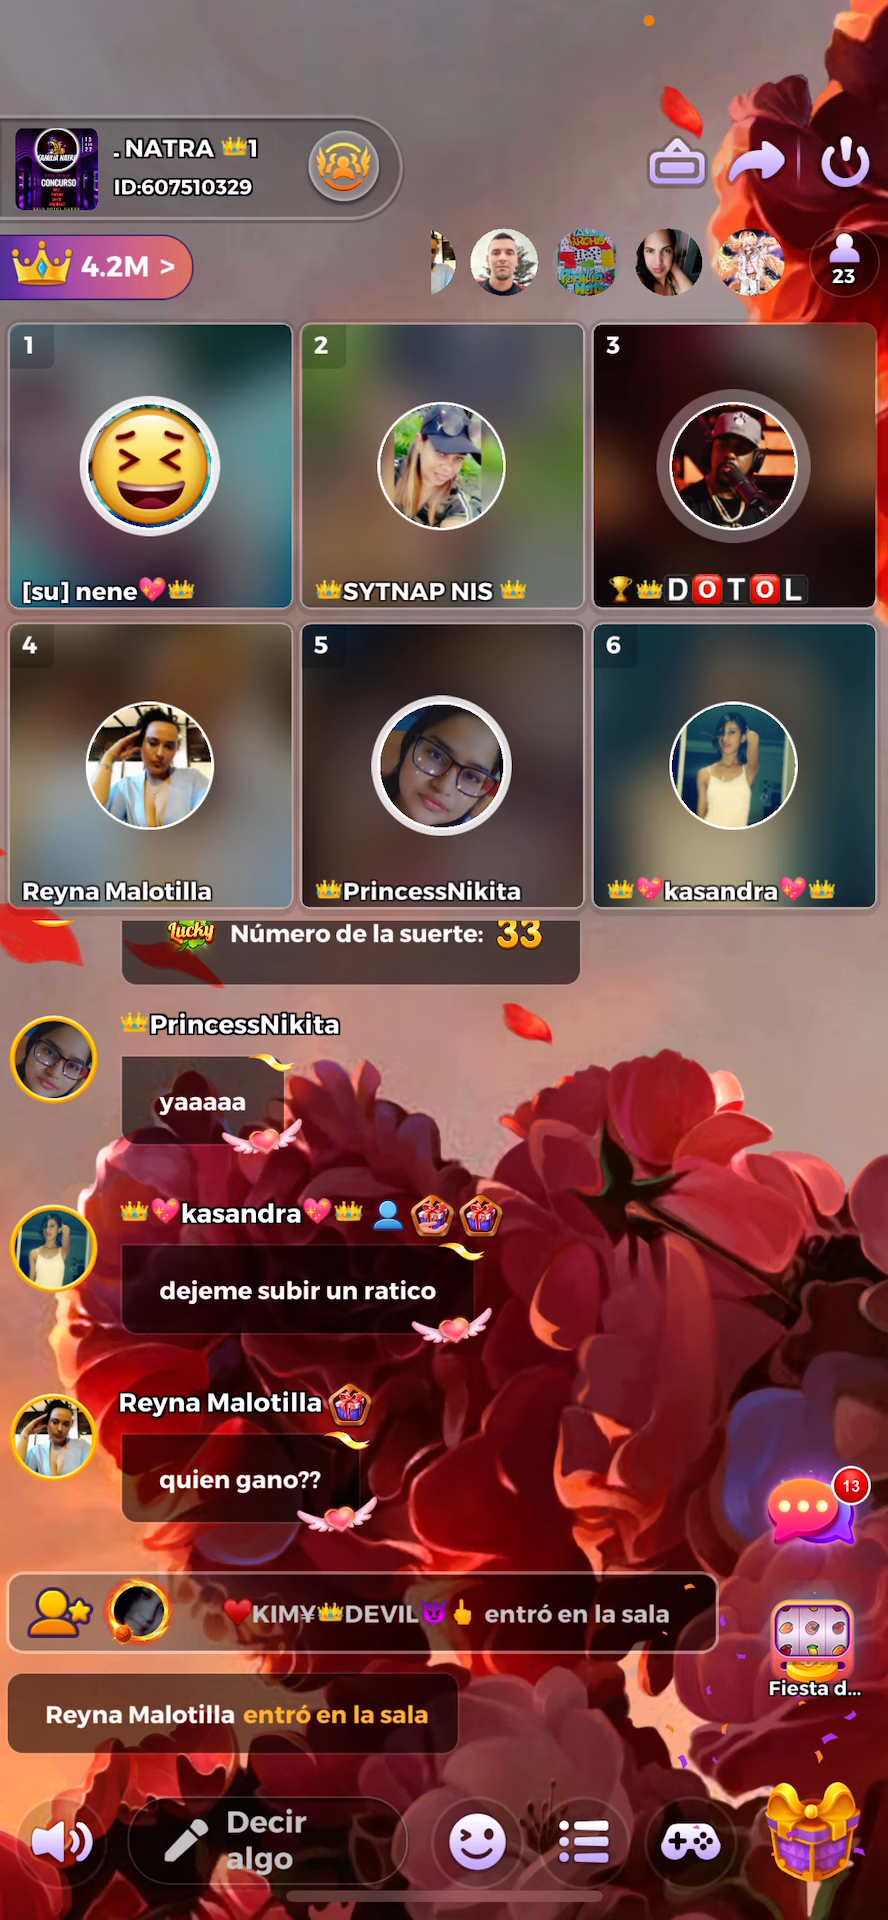 . NATRA 👑1
ID:607510329
4.2M >
23
1
2
3
[su] nene💖👑
👑SYTNAP NIS 👑
🏆👑DOTOL
4
5
6
Reyna Malotilla
👑PrincessNikita
👑💖kasandra💖👑
Lucky Número de la suerte: 33
👑PrincessNikita
yaaaaa
👑💖kasandra💖👑
dejeme subir un ratico
Reyna Malotilla
quien gano??
13
❤️KIM¥👑DEVIL😈🖕 entró en la sala
Fiesta d...
Reyna Malotilla entró en la sala
Decir
algo